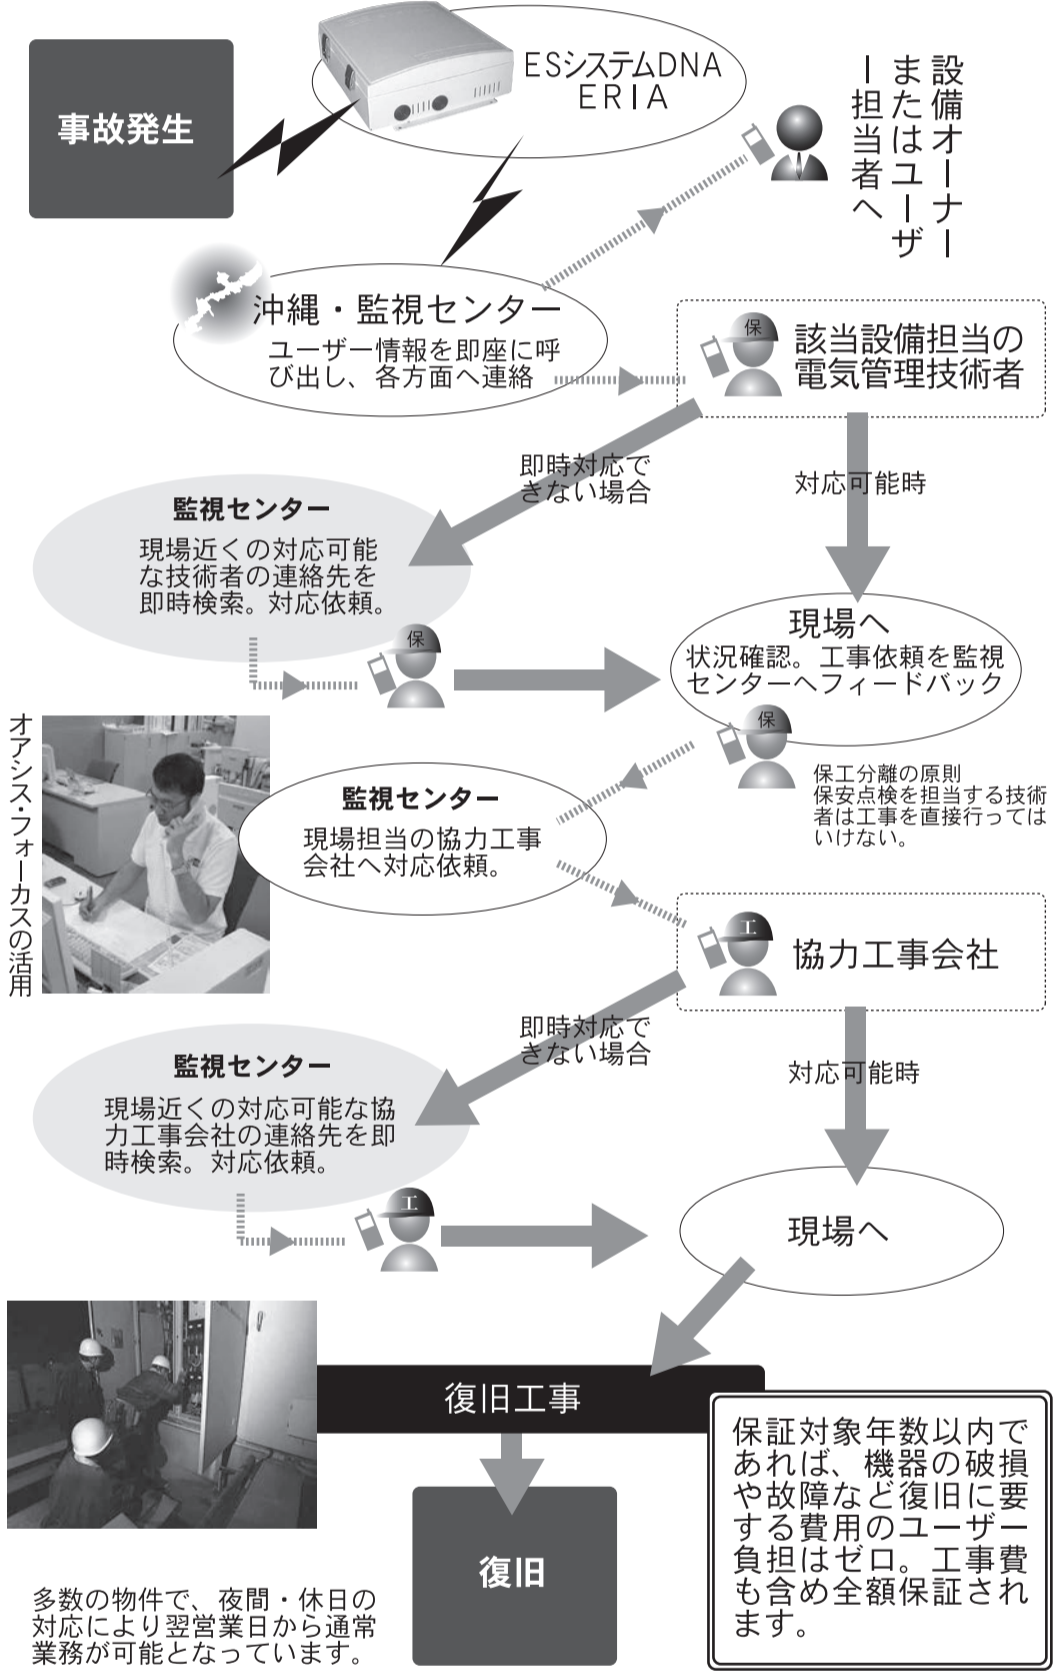 事故発生
ESシステムDNA
ERIA
設備オーナー
またはユーザ
ー担当者へ
沖縄・監視センター
ユーザー情報を即座に呼
び出し、各方面へ連絡
保
該当設備担当の
電気管理技術者
即時対応で
きない場合
対応可能時
監視センター
現場近くの対応可能
な技術者の連絡先を
即時検索。対応依頼。
保
現場へ
状況確認。工事依頼を監視
センターへフィードバック
保
保工分離の原則
保安点検を担当する技術
者は工事を直接行っては
いけない。
オアシス・フォーカスの活用
監視センター
現場担当の協力工事
会社へ対応依頼。
工
協力工事会社
即時対応で
きない場合
対応可能時
監視センター
現場近くの対応可能な協
力工事会社の連絡先を即
時検索。対応依頼。
工
現場へ
復旧工事
復旧
保証対象年数以内で
あれば、機器の破損
や故障など復旧に要
する費用のユーザー
負担はゼロ。工事費
も含め全額保証され
ます。
多数の物件で、夜間・休日の
対応により翌営業日から通常
業務が可能となっています。